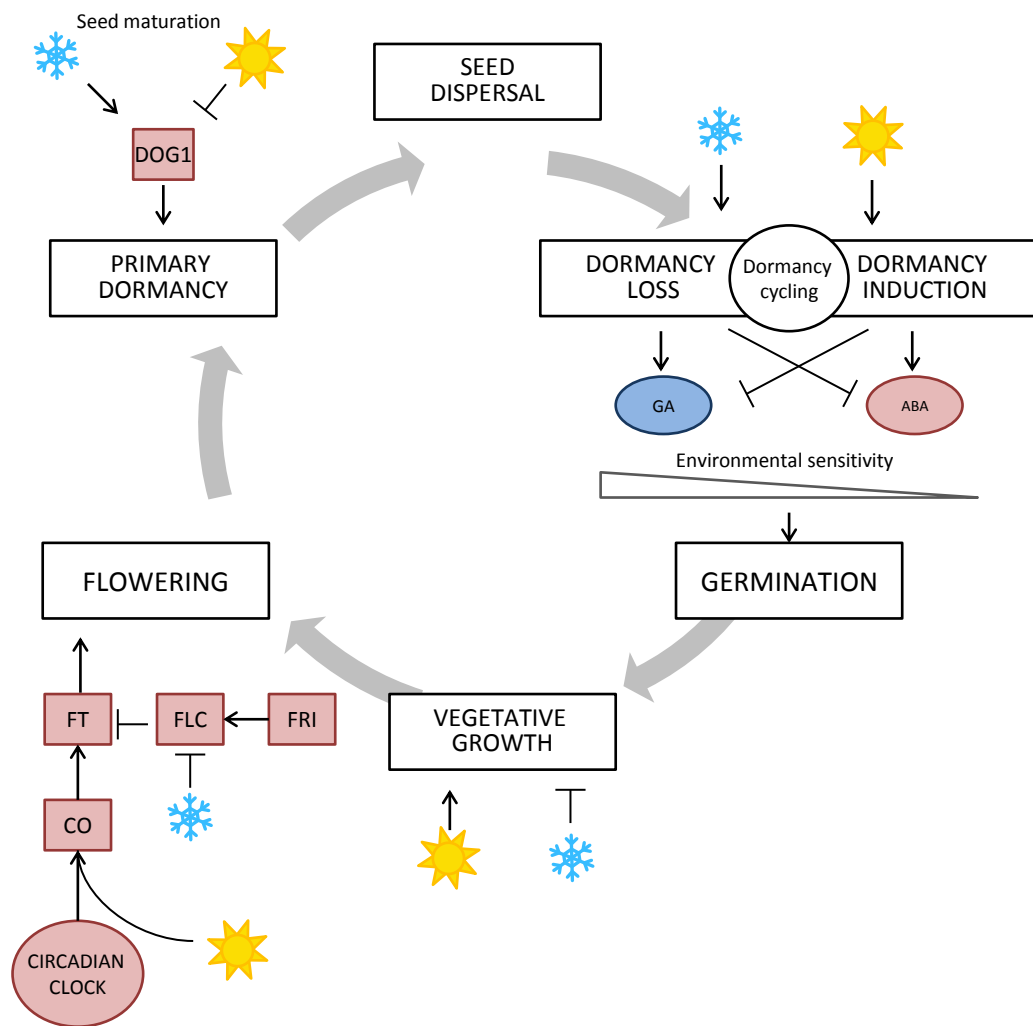 Seed maturation
SEED
DISPERSAL
DOG1
PRIMARY
DORMANCY
DORMANCY
LOSS
Dormancy
cycling
DORMANCY
INDUCTION
GA
ABA
Environmental sensitivity
GERMINATION
FLOWERING
VEGETATIVE
GROWTH
FT
FLC
FRI
CO
CIRCADIAN
CLOCK